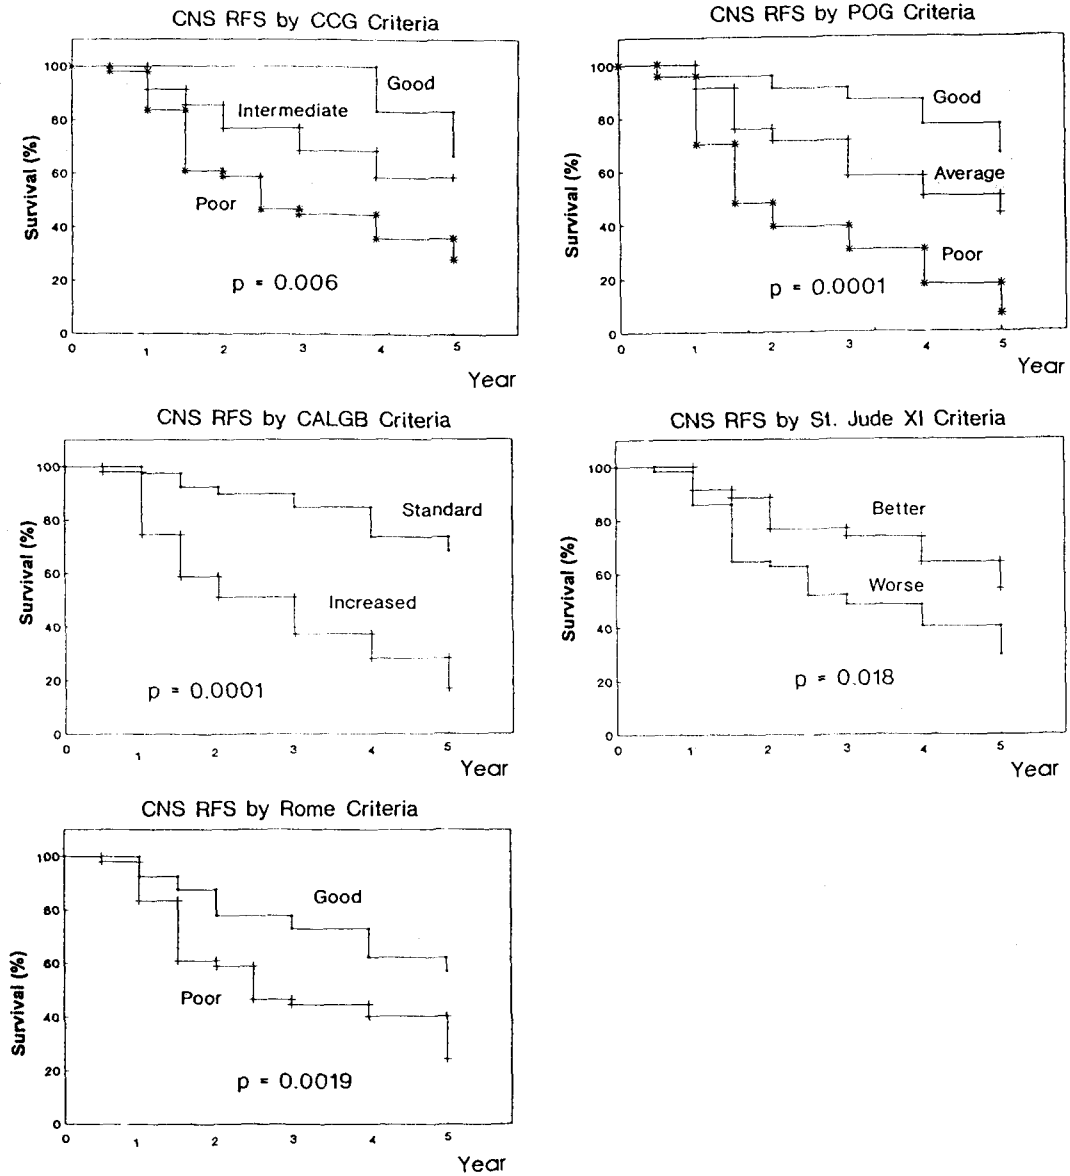 CNS RFS by CCG Criteria
Survival (%)
100
80
60
40
20
0
Good
Intermediate
Poor
p = 0.006
0 1 2 3 4 5
Year
CNS RFS by POG Criteria
Survival (%)
100
80
60
40
20
0
Good
Average
Poor
p = 0.0001
0 1 2 3 4 5
Year
CNS RFS by CALGB Criteria
Survival (%)
100
80
60
40
20
0
Standard
Increased
p = 0.0001
0 1 2 3 4 5
Year
CNS RFS by St. Jude XI Criteria
Survival (%)
100
80
60
40
20
0
Better
Worse
p = 0.018
0 1 2 3 4 5
Year
CNS RFS by Rome Criteria
Survival (%)
100
80
60
40
20
0
Good
Poor
p = 0.0019
0 1 2 3 4 5
Year